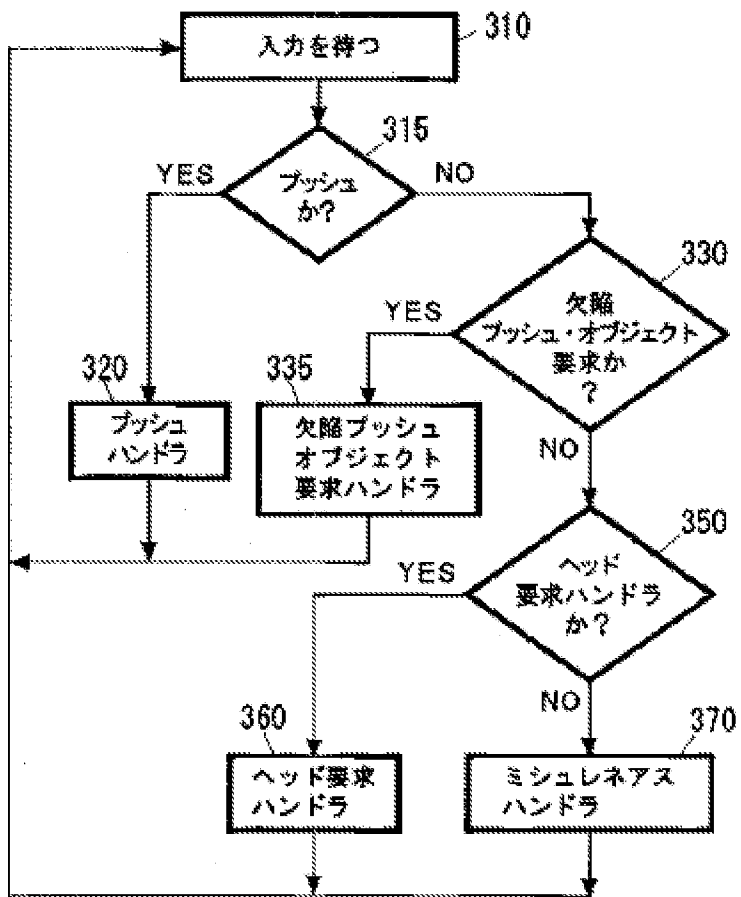 310
入力を待つ
315
YES
プッシュ
か?
NO
330
欠陥
プッシュ・オブジェクト
要求か
?
YES
320
プッシュ
ハンドラ
335
欠陥プッシュ
オブジェクト
要求ハンドラ
NO
350
ヘッド
要求ハンドラ
か?
YES
NO
360
ヘッド要求
ハンドラ
370
ミシュレネアス
ハンドラ